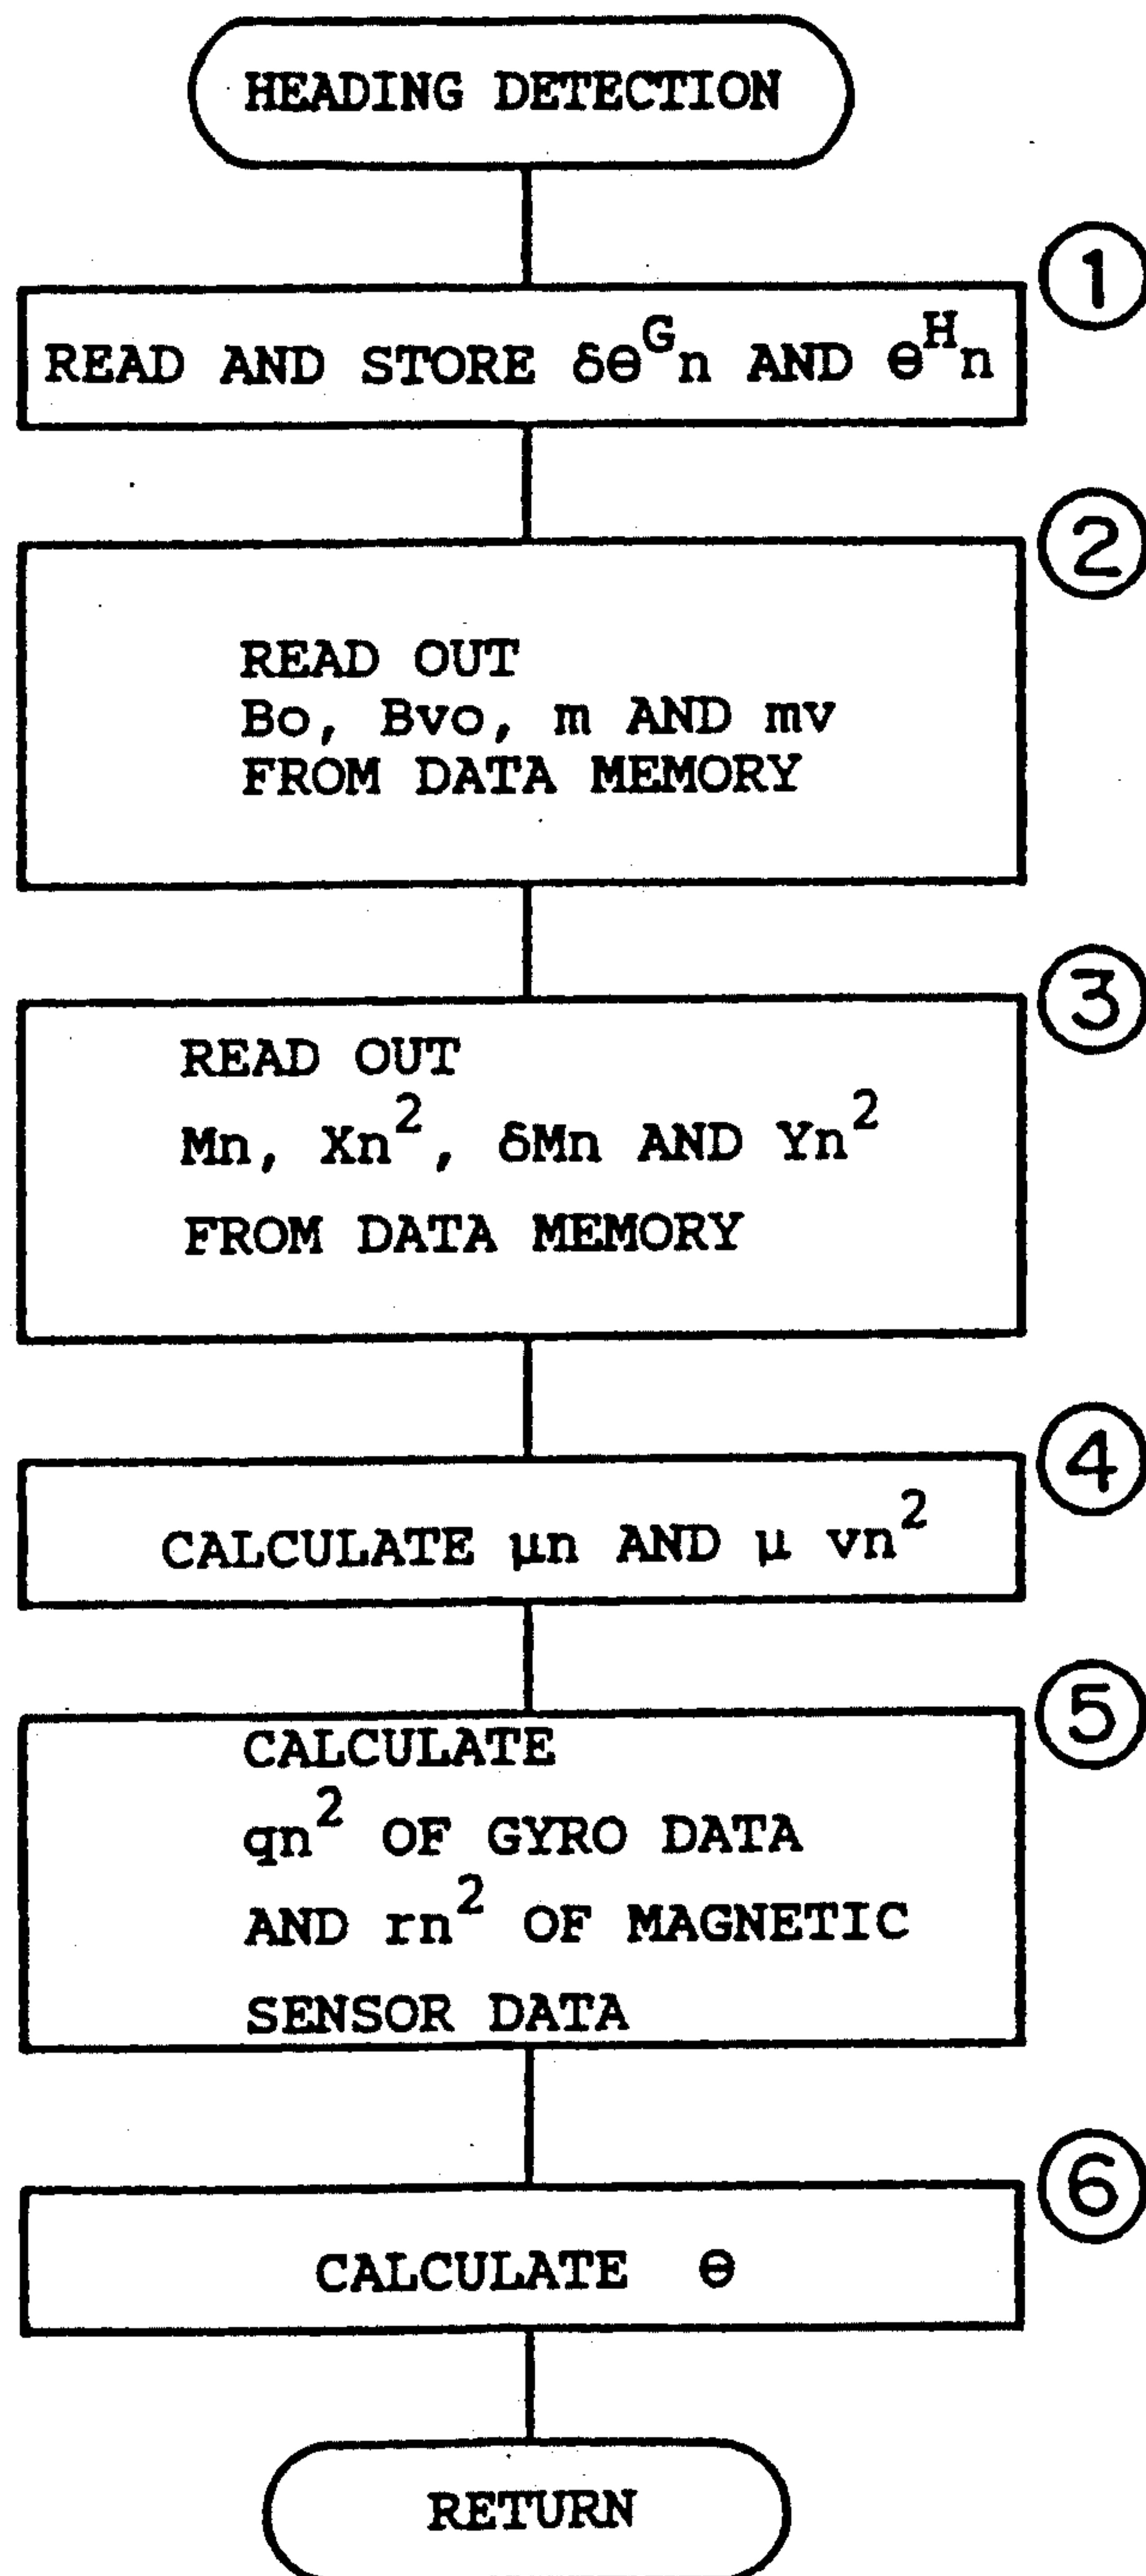 HEADING DETECTION
①
READ AND STORE δθ^G n AND θ^H n
②
READ OUT
Bo, Bvo, m AND mv
FROM DATA MEMORY
③
READ OUT
Mn, Xn², δMn AND Yn²
FROM DATA MEMORY
④
CALCULATE μn AND μ vn²
⑤
CALCULATE
qn² OF GYRO DATA
AND rn² OF MAGNETIC
SENSOR DATA
⑥
CALCULATE θ
RETURN